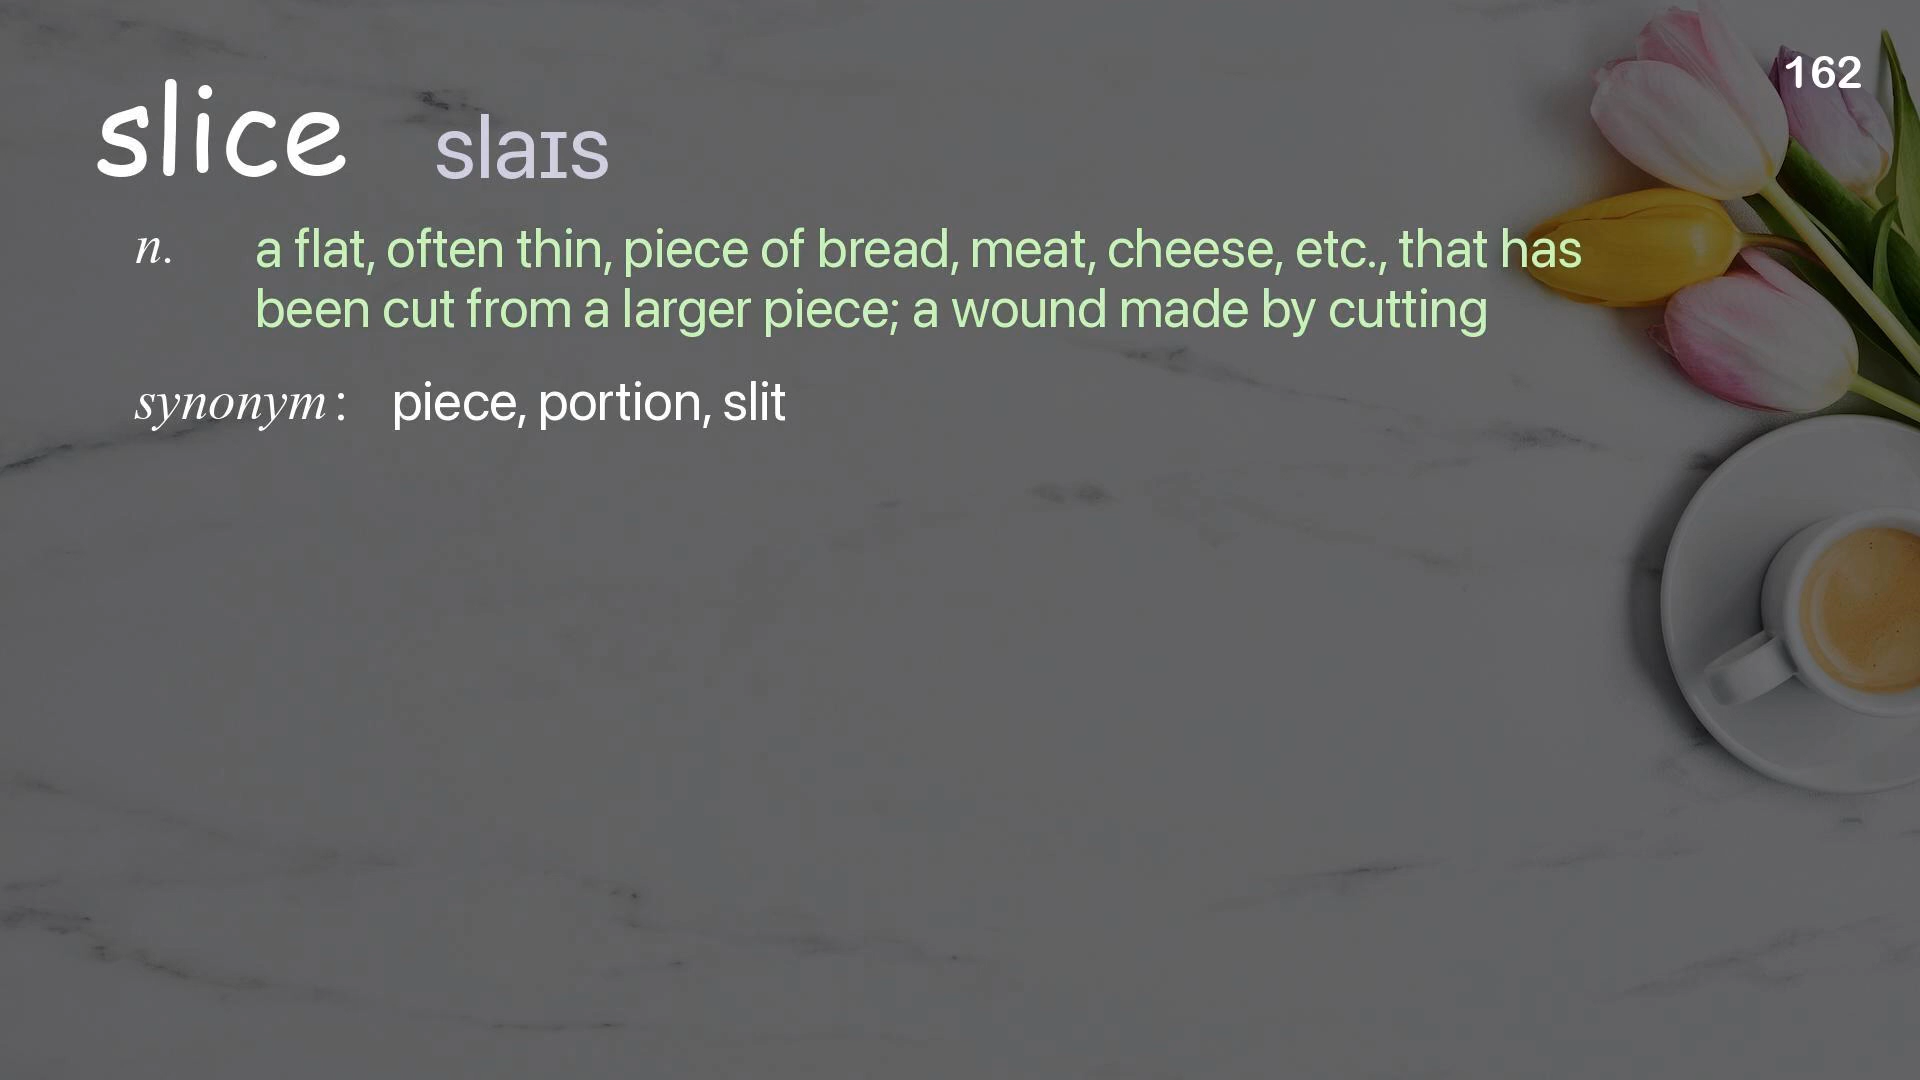 162
slice slaɪs
n. a flat, often thin, piece of bread, meat, cheese, etc., that has
been cut from a larger piece; a wound made by cutting
synonym: piece, portion, slit